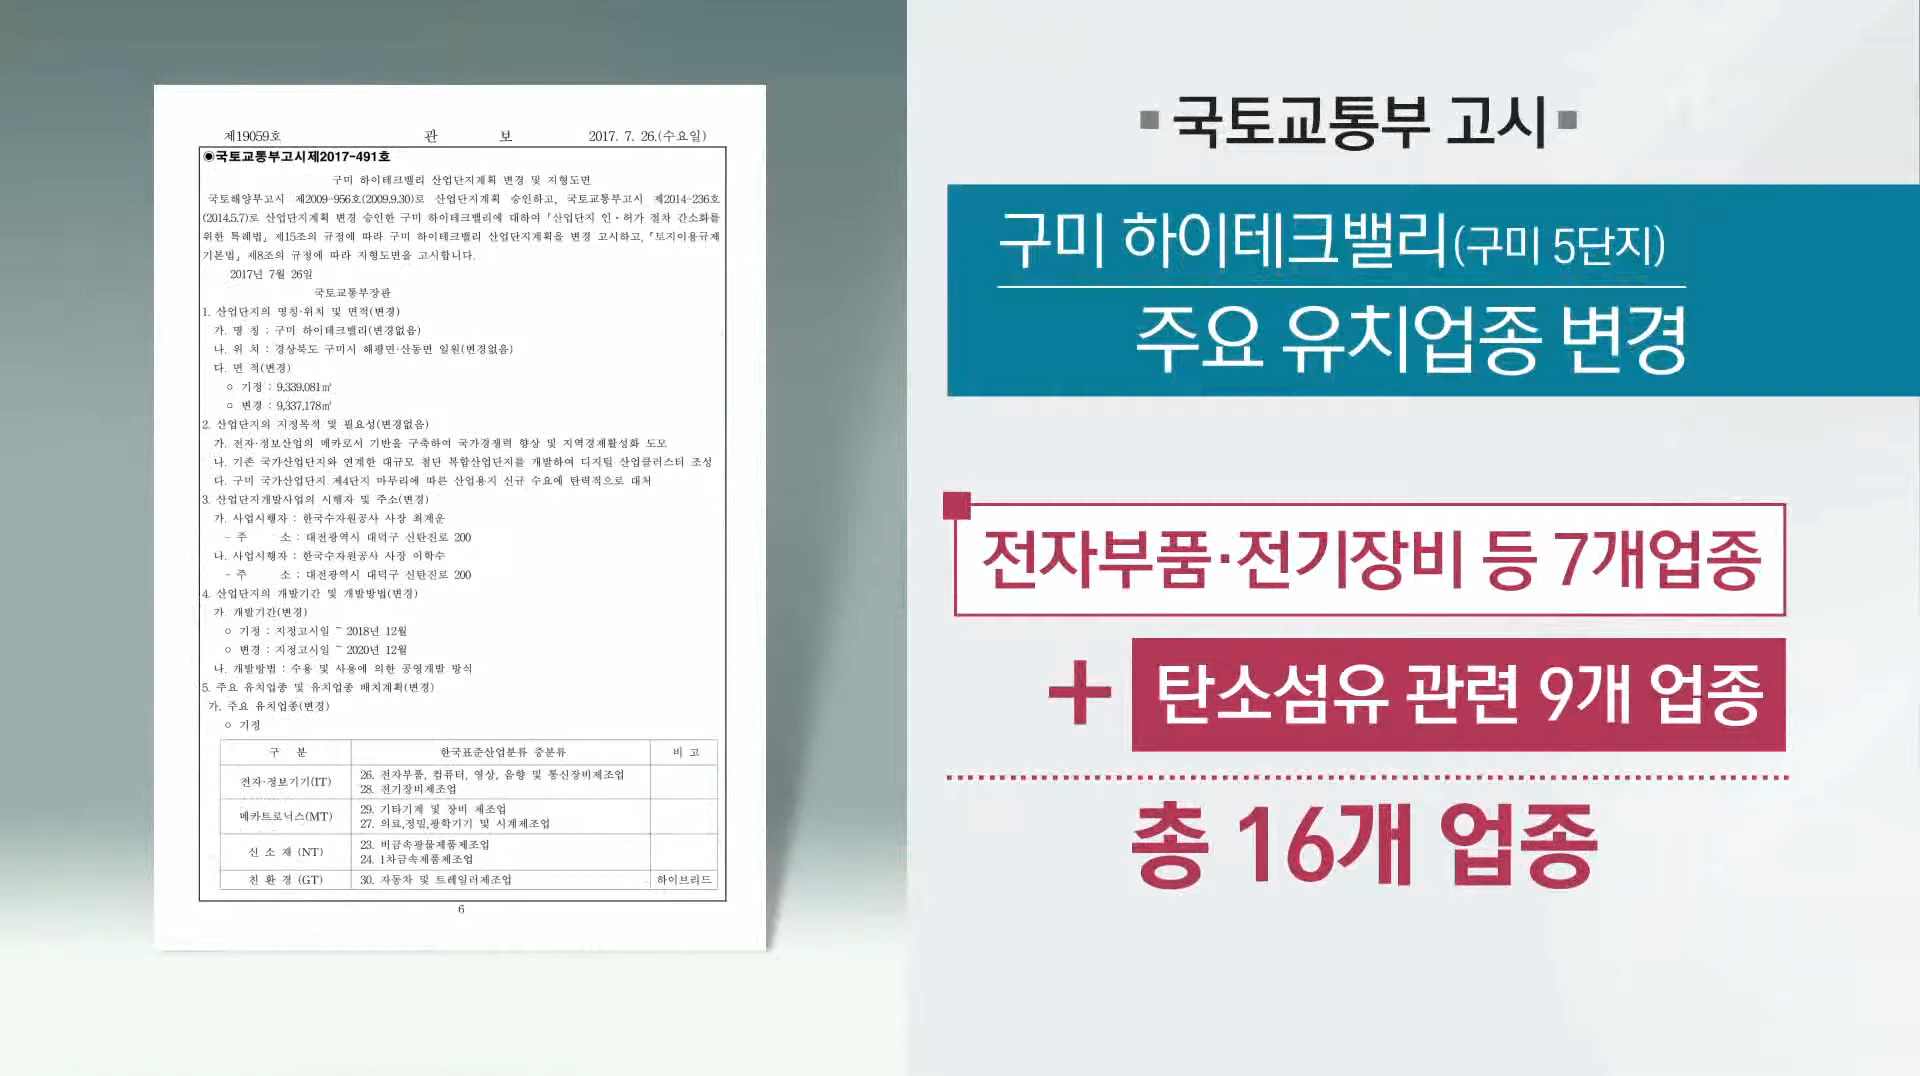 제19059호 관 보 2017. 7. 26.(수요일)
◉국토교통부고시제2017-491호
구미 하이테크밸리 산업단지계획 변경 및 지형도면
국토해양부고시 제2009-956호(2009.9.30)로 산업단지계획 승인하고, 국토교통부고시 제2014-236호
(2014.5.7)로 산업단지계획 변경 승인한 구미 하이테크밸리에 대하여 「산업단지 인·허가 절차 간소화를
위한 특례법」 제15조의 규정에 따라 구미 하이테크밸리 산업단지계획을 변경 고시하고, 「토지이용규제
기본법」 제8조의 규정에 따라 지형도면을 고시합니다.
2017년 7월 26일
국토교통부장관
1. 산업단지의 명칭·위치 및 면적(변경)
가. 명 칭 : 구미 하이테크밸리(변경없음)
나. 위 치 : 경상북도 구미시 해평면·산동면 일원(변경없음)
다. 면 적(변경)
○ 기정 : 9,339,081㎡
○ 변경 : 9,337,178㎡
2. 산업단지의 지정목적 및 필요성(변경없음)
가. 전자·정보산업의 메카로서 기반을 구축하여 국가경쟁력 향상 및 지역경제활성화 도모
나. 기존 국가산업단지와 연계한 대규모 첨단 복합산업단지를 개발하여 디지털 산업클러스터 조성
다. 구미 국가산업단지 제4단지 마무리에 따른 산업용지 신규 수요에 탄력적으로 대처
3. 산업단지개발사업의 시행자 및 주소(변경)
가. 사업시행자 : 한국수자원공사 사장 최계운
- 주 소 : 대전광역시 대덕구 신탄진로 200
나. 사업시행자 : 한국수자원공사 사장 이학수
- 주 소 : 대전광역시 대덕구 신탄진로 200
4. 산업단지의 개발기간 및 개발방법(변경)
가. 개발기간(변경)
○ 기정 : 지정고시일 ~ 2018년 12월
○ 변경 : 지정고시일 ~ 2020년 12월
나. 개발방법 : 수용 및 사용에 의한 공영개발 방식
5. 주요 유치업종 및 유치업종 배치계획(변경)
가. 주요 유치업종(변경)
○ 기정
구 분 한국표준산업분류 중분류 비 고
전자·정보기기(IT)
26. 전자부품, 컴퓨터, 영상, 음향 및 통신장비제조업
28. 전기장비제조업
메카트로닉스(MT)
29. 기타기계 및 장비 제조업
27. 의료,정밀,광학기기 및 시계제조업
신 소 재 (NT)
23. 비금속광물제품제조업
24. 1차금속제품제조업
친 환 경 (GT) 30. 자동차 및 트레일러제조업 하이브리드
6
국토교통부 고시
구미 하이테크밸리(구미 5단지)
주요 유치업종 변경
전자부품·전기장비 등 7개업종
+ 탄소섬유 관련 9개 업종
총 16개 업종